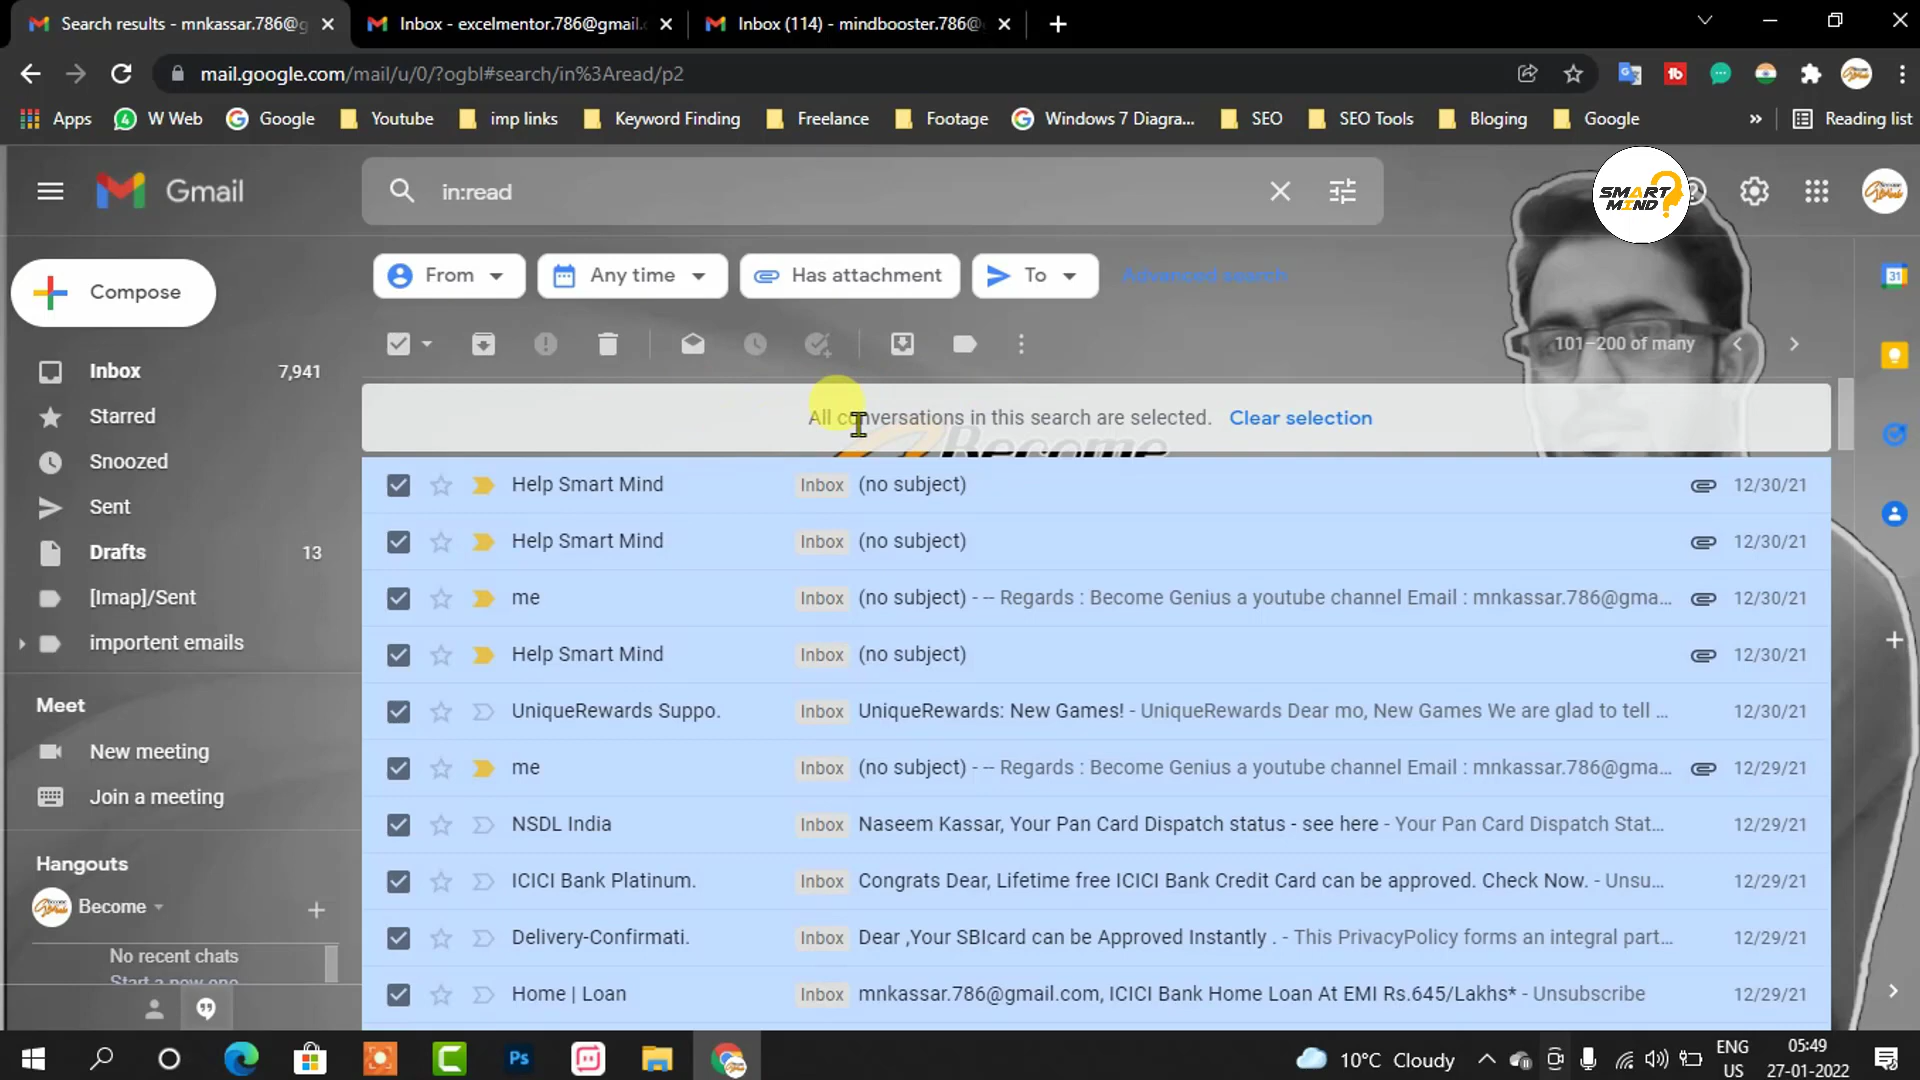 Search results - mnkassar.786@g
Inbox - excelmentor.786@gmail.
Inbox (114) - mindbooster.786@
mail.google.com/mail/u/0/?ogbl#search/in%3Aread/p2
Apps W Web Google Youtube imp links Keyword Finding Freelance Footage Windows 7 Diagra... SEO SEO Tools Bloging Google » Reading list
Gmail
in:read
SMART MIND
Compose
From Any time Has attachment To Advanced search
101–200 of many
Inbox 7,941
Starred
Snoozed
Sent
Drafts 13
[Imap]/Sent
importent emails
Meet
New meeting
Join a meeting
Hangouts
Become
No recent chats
Start a new one
All conversations in this search are selected. Clear selection
Become
Help Smart Mind Inbox (no subject) 12/30/21
Help Smart Mind Inbox (no subject) 12/30/21
me Inbox (no subject) - -- Regards : Become Genius a youtube channel Email : mnkassar.786@gma... 12/30/21
Help Smart Mind Inbox (no subject) 12/30/21
UniqueRewards Suppo. Inbox UniqueRewards: New Games! - UniqueRewards Dear mo, New Games We are glad to tell ... 12/30/21
me Inbox (no subject) - -- Regards : Become Genius a youtube channel Email : mnkassar.786@gma... 12/29/21
NSDL India Inbox Naseem Kassar, Your Pan Card Dispatch status - see here - Your Pan Card Dispatch Stat... 12/29/21
ICICI Bank Platinum. Inbox Congrats Dear, Lifetime free ICICI Bank Credit Card can be approved. Check Now. - Unsu... 12/29/21
Delivery-Confirmati. Inbox Dear ,Your SBIcard can be Approved Instantly . - This PrivacyPolicy forms an integral part... 12/29/21
Home | Loan Inbox mnkassar.786@gmail.com, ICICI Bank Home Loan At EMI Rs.645/Lakhs* - Unsubscribe 12/29/21
10°C Cloudy
ENG
US
05:49
27-01-2022